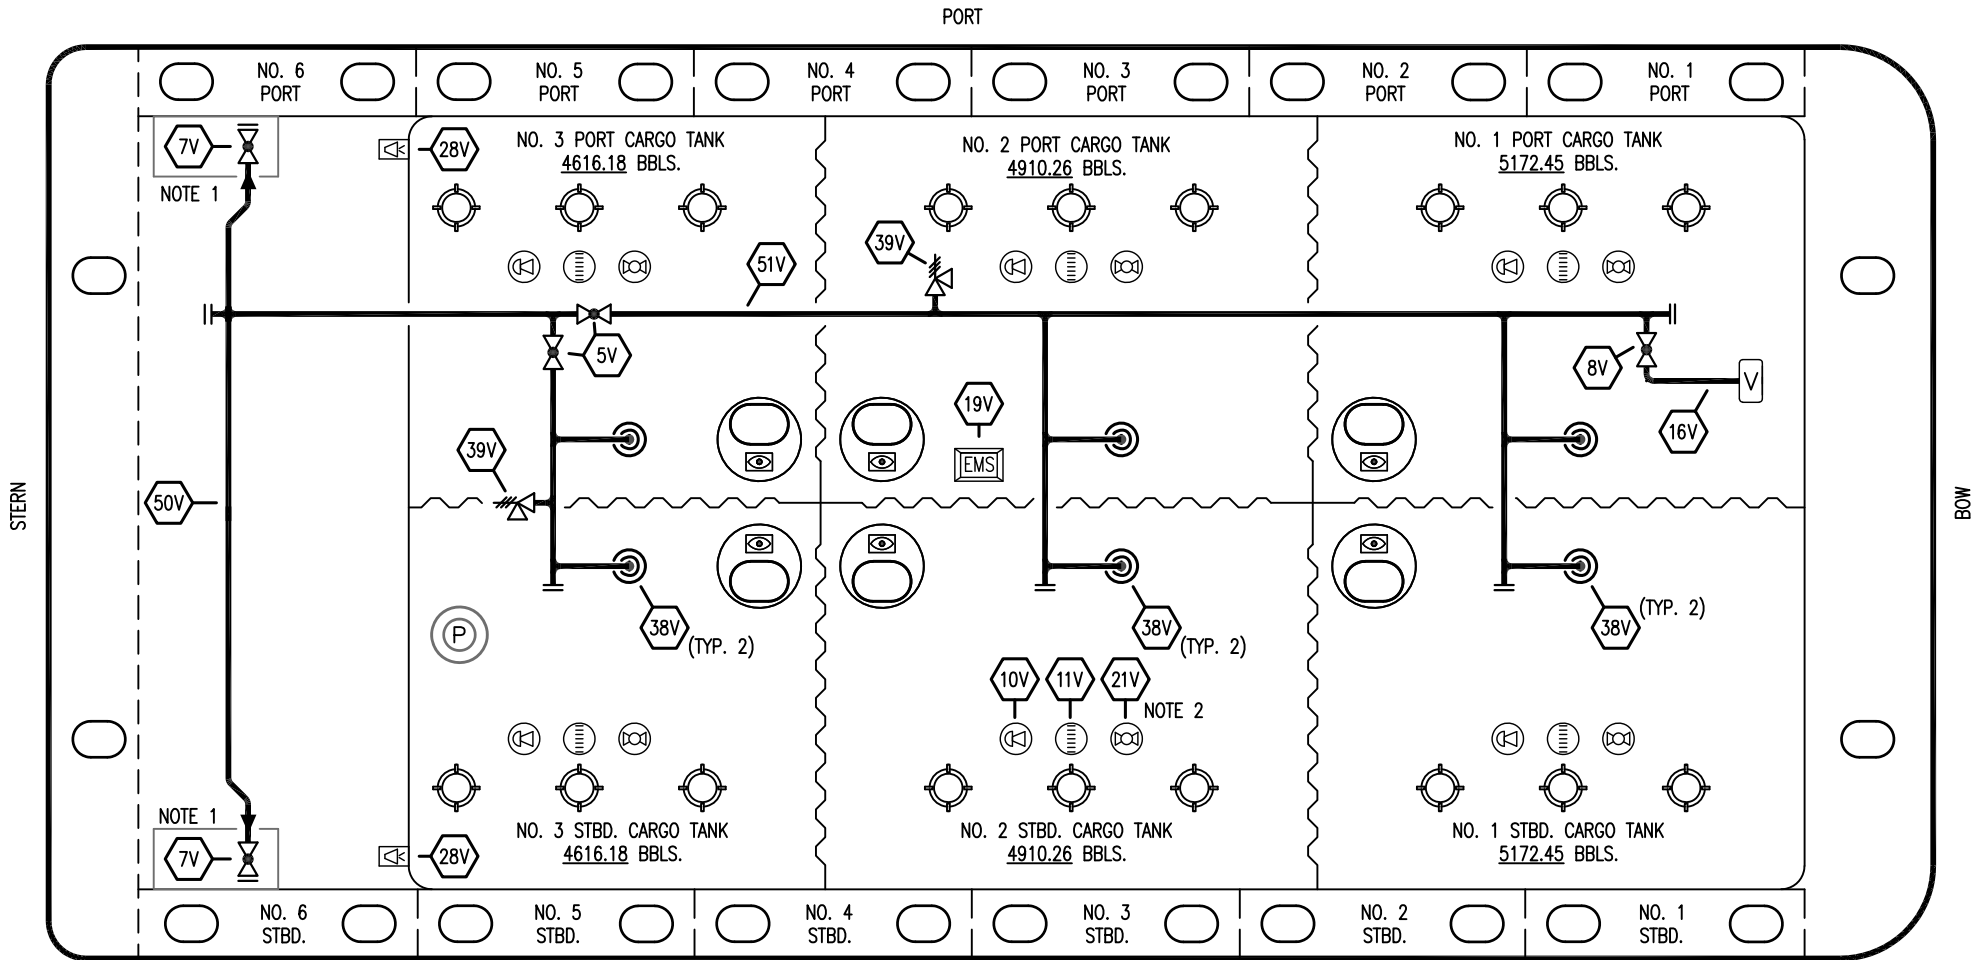 PORT
NO. 6
PORT
NO. 5
PORT
NO. 4
PORT
NO. 3
PORT
NO. 2
PORT
NO. 1
PORT
7V
NOTE 1
28V
NO. 3 PORT CARGO TANK
4616.18 BBLS.
NO. 2 PORT CARGO TANK
4910.26 BBLS.
NO. 1 PORT CARGO TANK
5172.45 BBLS.
51V
39V
5V
8V
V
16V
19V
EMS
39V
50V
STERN
BOW
P
38V
(TYP. 2)
38V
(TYP. 2)
38V
(TYP. 2)
10V
11V
21V
NOTE 2
NOTE 1
7V
28V
NO. 3 STBD. CARGO TANK
4616.18 BBLS.
NO. 2 STBD. CARGO TANK
4910.26 BBLS.
NO. 1 STBD. CARGO TANK
5172.45 BBLS.
NO. 6
STBD.
NO. 5
STBD.
NO. 4
STBD.
NO. 3
STBD.
NO. 2
STBD.
NO. 1
STBD.